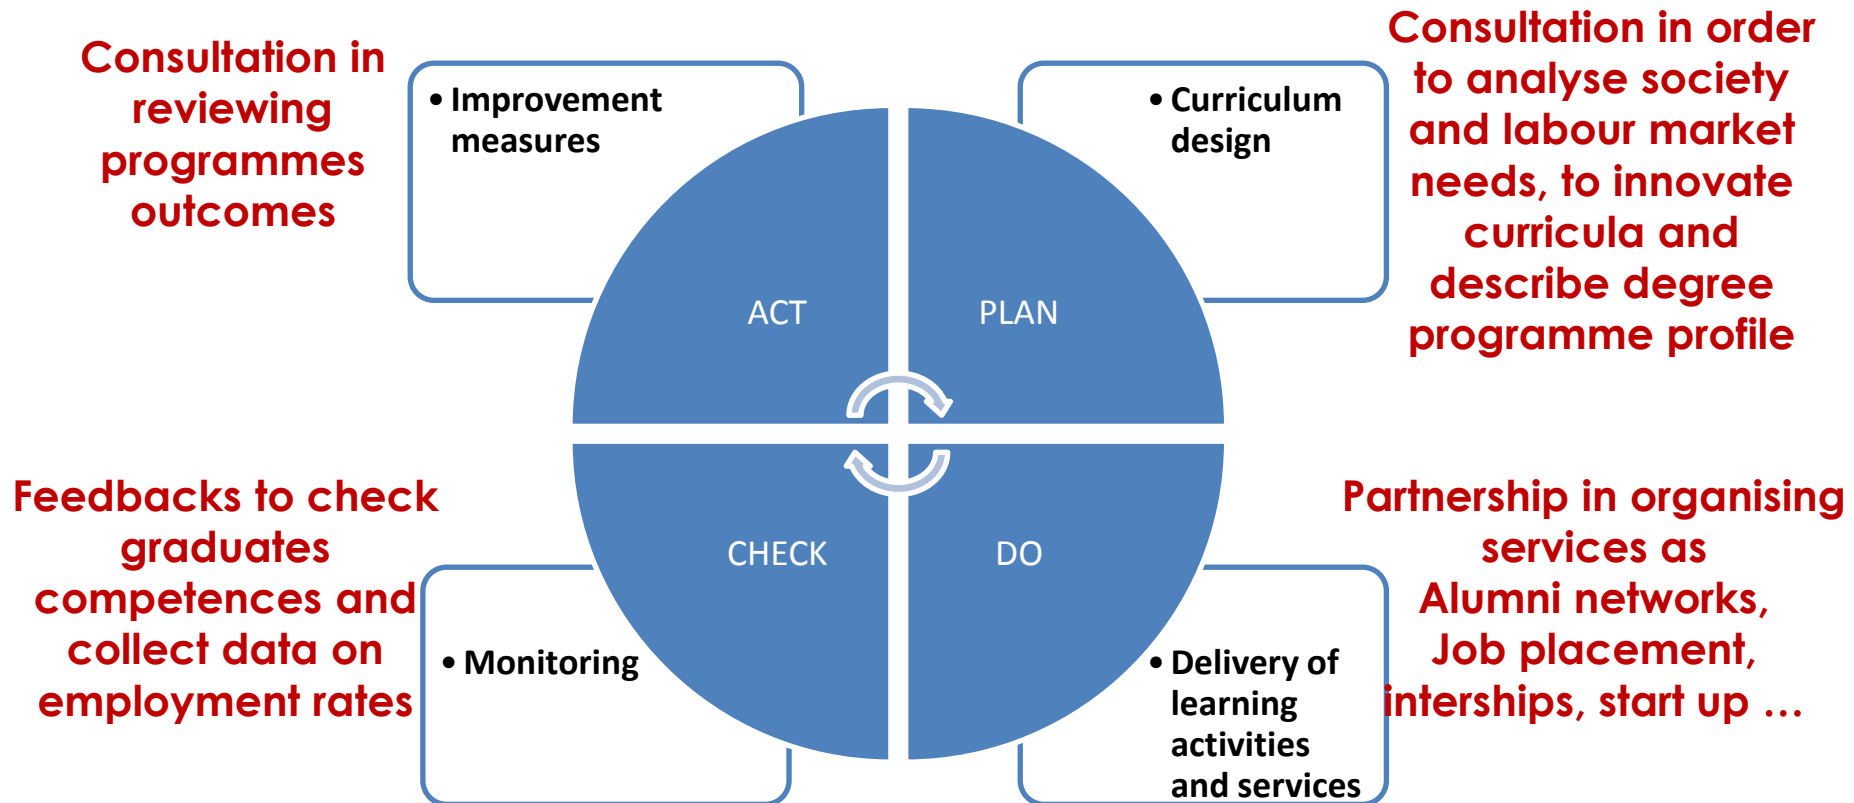 Consultation in
reviewing
programmes
outcomes
• Improvement
measures
ACT
PLAN
• Curriculum
design
Consultation in order
to analyse society
and labour market
needs, to innovate
curricula and
describe degree
programme profile
Feedbacks to check
graduates
competences and
collect data on
employment rates
• Monitoring
CHECK
DO
• Delivery of
learning
activities
and services
Partnership in organising
services as
Alumni networks,
Job placement,
interships, start up ...